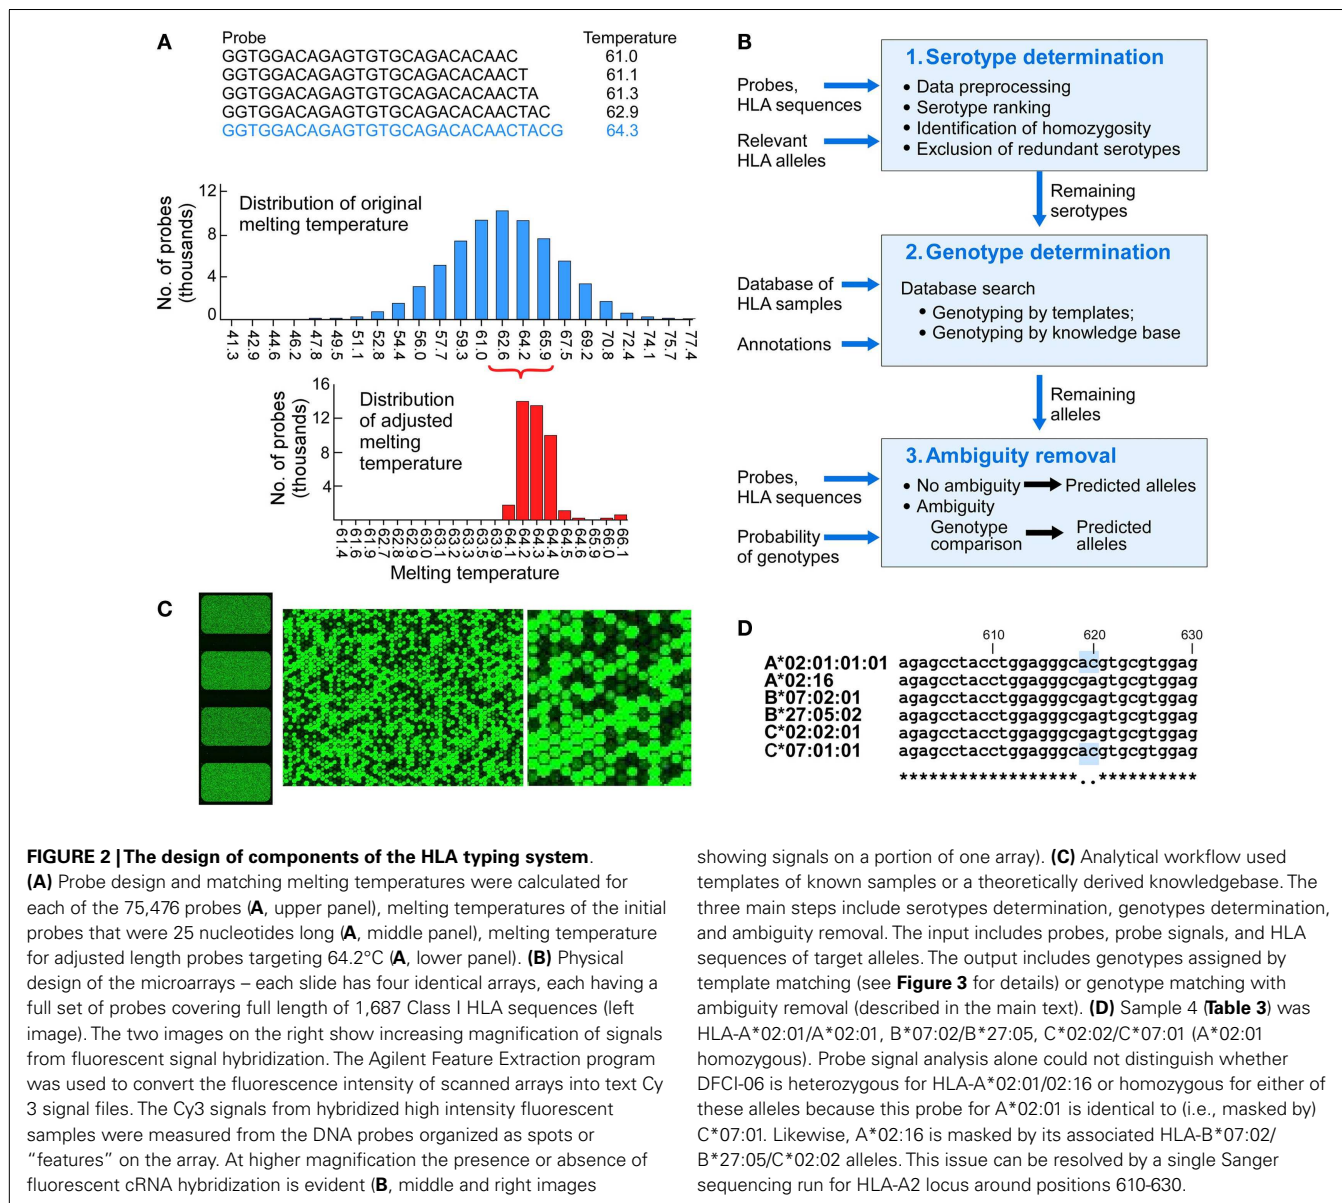 A
Probe Temperature
GGTGGACAGAGTGTGCAGACACAAC 61.0
GGTGGACAGAGTGTGCAGACACAACT 61.1
GGTGGACAGAGTGTGCAGACACAACTA 61.3
GGTGGACAGAGTGTGCAGACACAACTAC 62.9
GGTGGACAGAGTGTGCAGACACAACTACG 64.3
No. of probes
(thousands)
12
8
4
0
Distribution of original
melting temperature
41.3 42.9 44.6 46.2 47.8 49.5 51.1 52.8 54.4 56.0 57.7 59.3 61.0 62.6 64.2 65.9 67.5 69.2 70.8 72.4 74.1 75.7 77.4
No. of probes
(thousands)
16
12
8
4
Distribution
of adjusted
melting
temperature
61.4 61.6 61.9 62.7 62.8 62.9 63.0 63.1 63.2 63.3 63.5 63.9 64.1 64.2 64.3 64.4 64.5 64.6 65.9 66.0 66.1
Melting temperature
B
Probes,
HLA sequences
Relevant
HLA alleles
1. Serotype determination
• Data preprocessing
• Serotype ranking
• Identification of homozygosity
• Exclusion of redundant serotypes
Remaining
serotypes
Database of
HLA samples
Annotations
2. Genotype determination
Database search
• Genotyping by templates;
• Genotyping by knowledge base
Remaining
alleles
Probes,
HLA sequences
Probability
of genotypes
3. Ambiguity removal
• No ambiguity Predicted alleles
• Ambiguity
Genotype
comparison
Predicted
alleles
C
D
610 620 630
A*02:01:01:01 agagcctacctggagggcacgtgcgtggag
A*02:16 agagcctacctggagggcgagtgcgtggag
B*07:02:01 agagcctacctggagggcgagtgcgtggag
B*27:05:02 agagcctacctggagggcgagtgcgtggag
C*02:02:01 agagcctacctggagggcgagtgcgtggag
C*07:01:01 agagcctacctggagggcacgtgcgtggag
******************..**********
FIGURE 2 | The design of components of the HLA typing system.
(A) Probe design and matching melting temperatures were calculated for
each of the 75,476 probes (A, upper panel), melting temperatures of the initial
probes that were 25 nucleotides long (A, middle panel), melting temperature
for adjusted length probes targeting 64.2°C (A, lower panel). (B) Physical
design of the microarrays – each slide has four identical arrays, each having a
full set of probes covering full length of 1,687 Class I HLA sequences (left
image). The two images on the right show increasing magnification of signals
from fluorescent signal hybridization. The Agilent Feature Extraction program
was used to convert the fluorescence intensity of scanned arrays into text Cy
3 signal files. The Cy3 signals from hybridized high intensity fluorescent
samples were measured from the DNA probes organized as spots or
“features” on the array. At higher magnification the presence or absence of
fluorescent cRNA hybridization is evident (B, middle and right images
showing signals on a portion of one array). (C) Analytical workflow used
templates of known samples or a theoretically derived knowledgebase. The
three main steps include serotypes determination, genotypes determination,
and ambiguity removal. The input includes probes, probe signals, and HLA
sequences of target alleles. The output includes genotypes assigned by
template matching (see Figure 3 for details) or genotype matching with
ambiguity removal (described in the main text). (D) Sample 4 (Table 3) was
HLA-A*02:01/A*02:01, B*07:02/B*27:05, C*02:02/C*07:01 (A*02:01
homozygous). Probe signal analysis alone could not distinguish whether
DFCI-06 is heterozygous for HLA-A*02:01/02:16 or homozygous for either of
these alleles because this probe for A*02:01 is identical to (i.e., masked by)
C*07:01. Likewise, A*02:16 is masked by its associated HLA-B*07:02/
B*27:05/C*02:02 alleles. This issue can be resolved by a single Sanger
sequencing run for HLA-A2 locus around positions 610-630.